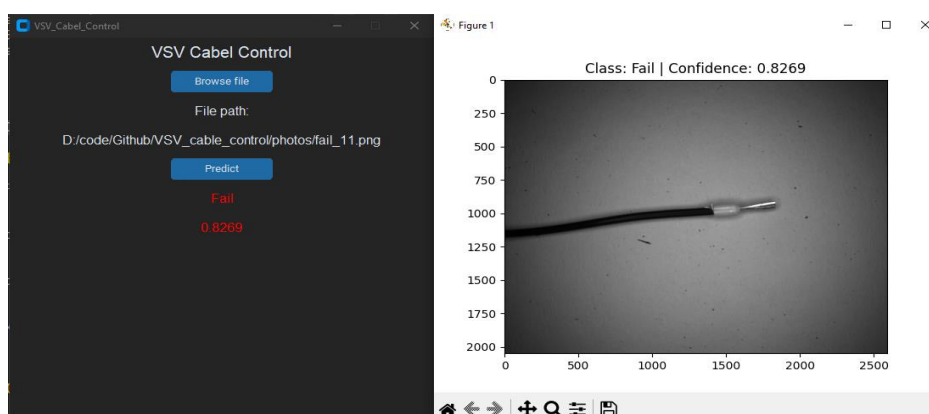 VSV_Cabel_Control
VSV Cabel Control
Browse file
File path:
D:/code/Github/VSV_cable_control/photos/fail_11.png
Predict
Fail
0.8269
Figure 1
Class: Fail | Confidence: 0.8269
0
250
500
750
1000
1250
1500
1750
2000
0 500 1000 1500 2000 2500